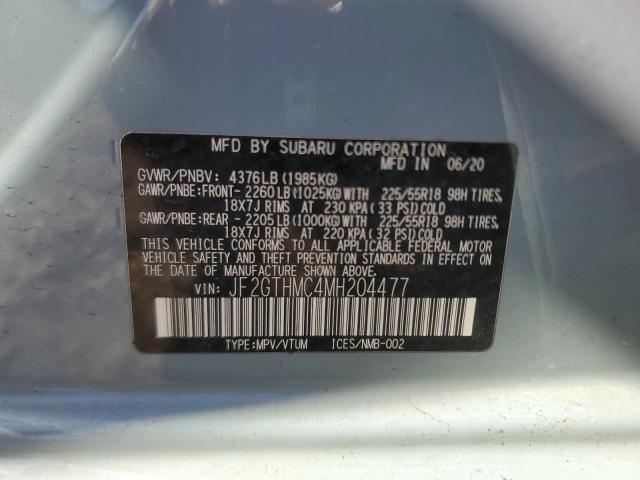 MFD BY SUBARU CORPORATION
MFD IN 06/20
GVWR/PNBV: 4376LB(1985KG)
GAWR/PNBE:FRONT- 2260LB(1025KG)WITH 225/55R18 98H TIRES,
18X7J RIMS AT 230 KPA(33 PSI)COLD
GAWR/PNBE:REAR - 2205LB(1000KG)WITH 225/55R18 98H TIRES,
18X7J RIMS AT 220 KPA(32 PSI)COLD
THIS VEHICLE CONFORMS TO ALL APPLICABLE FEDERAL MOTOR
VEHICLE SAFETY, BUMPER, AND THEFT PREVENTION STANDARDS
IN EFFECT ON THE DATE OF MANUFACTURE SHOWN ABOVE.
VIN: JF2GTHMC4MH204477
TYPE:MPV/VTUM ICES/NMB-002